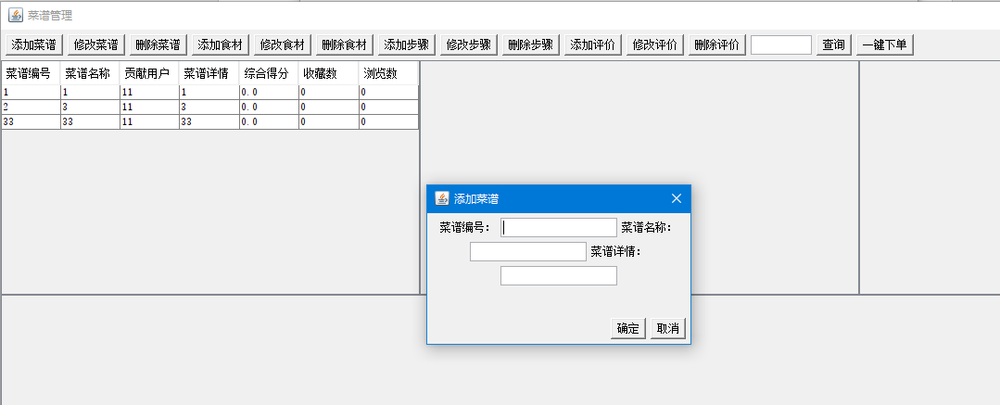 菜谱管理
添加菜谱 修改菜谱 删除菜谱 添加食材 修改食材 删除食材 添加步骤 修改步骤 删除步骤 添加评价 修改评价 删除评价 查询 一键下单
菜谱编号 菜谱名称 贡献用户 菜谱详情 综合得分 收藏数 浏览数
1 1 11 1 0.0 0 0
2 3 11 3 0.0 0 0
33 33 11 33 0.0 0 0
添加菜谱
菜谱编号: 菜谱名称:
菜谱详情:
确定 取消